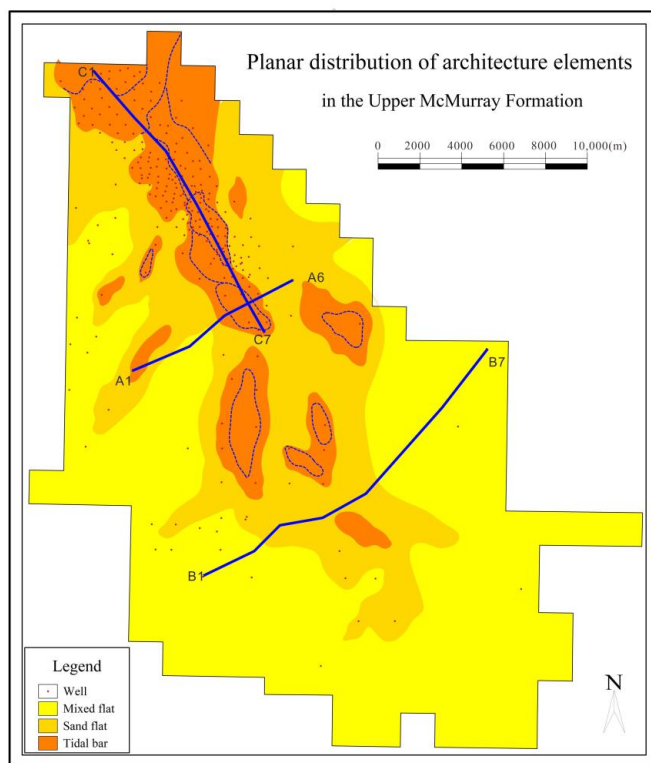 Planar distribution of architecture elements
in the Upper McMurray Formation
0 2000 4000 6000 8000 10,000(m)
C1
A6
C7
A1
B7
B1
Legend
Well
Mixed flat
Sand flat
Tidal bar
N